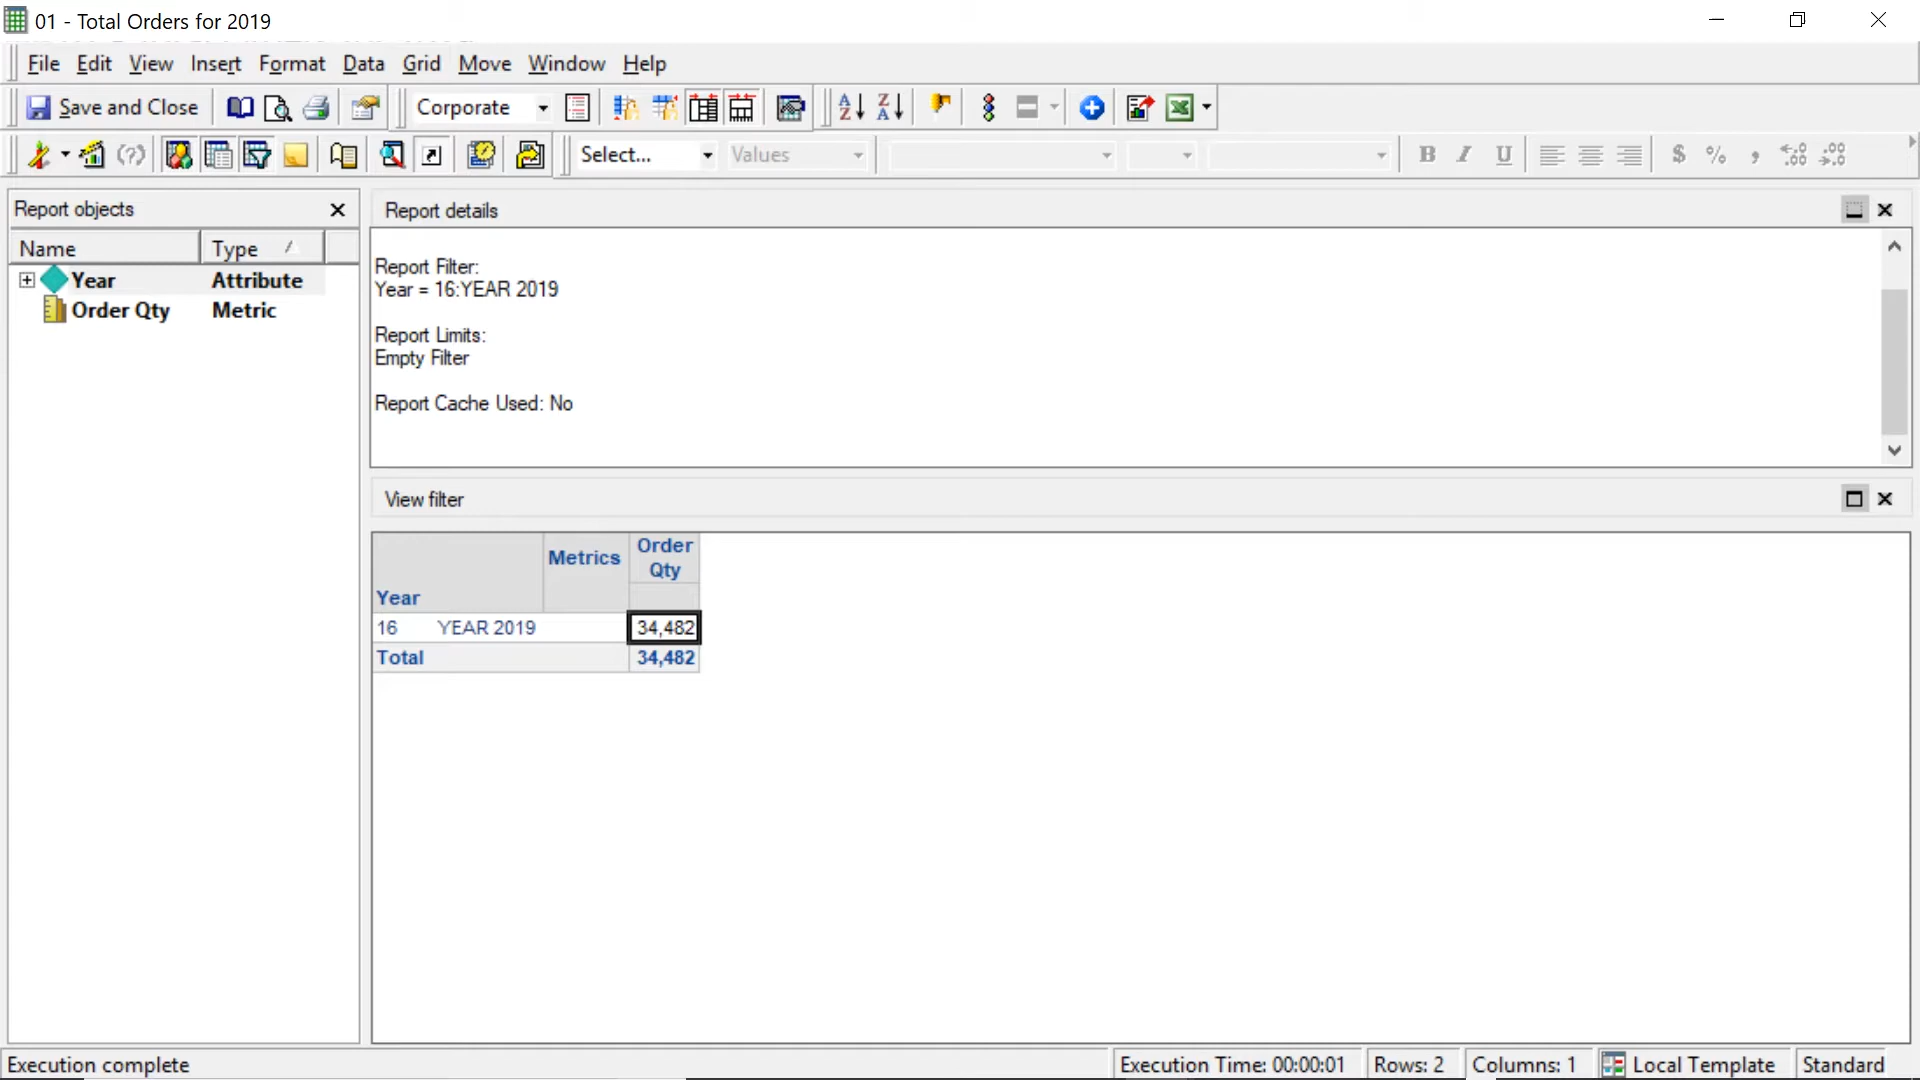 01 - Total Orders for 2019
File Edit View Insert Format Data Grid Move Window Help
Save and Close Corporate
Select... Values B I U $ % ,
Report objects
Name Type
Year Attribute
Order Qty Metric
Report details
Report Filter:
Year = 16:YEAR 2019
Report Limits:
Empty Filter
Report Cache Used: No
View filter
Metrics Order
Qty
Year
16 YEAR 2019 34,482
Total 34,482
Execution complete Execution Time: 00:00:01 Rows: 2 Columns: 1 Local Template Standard